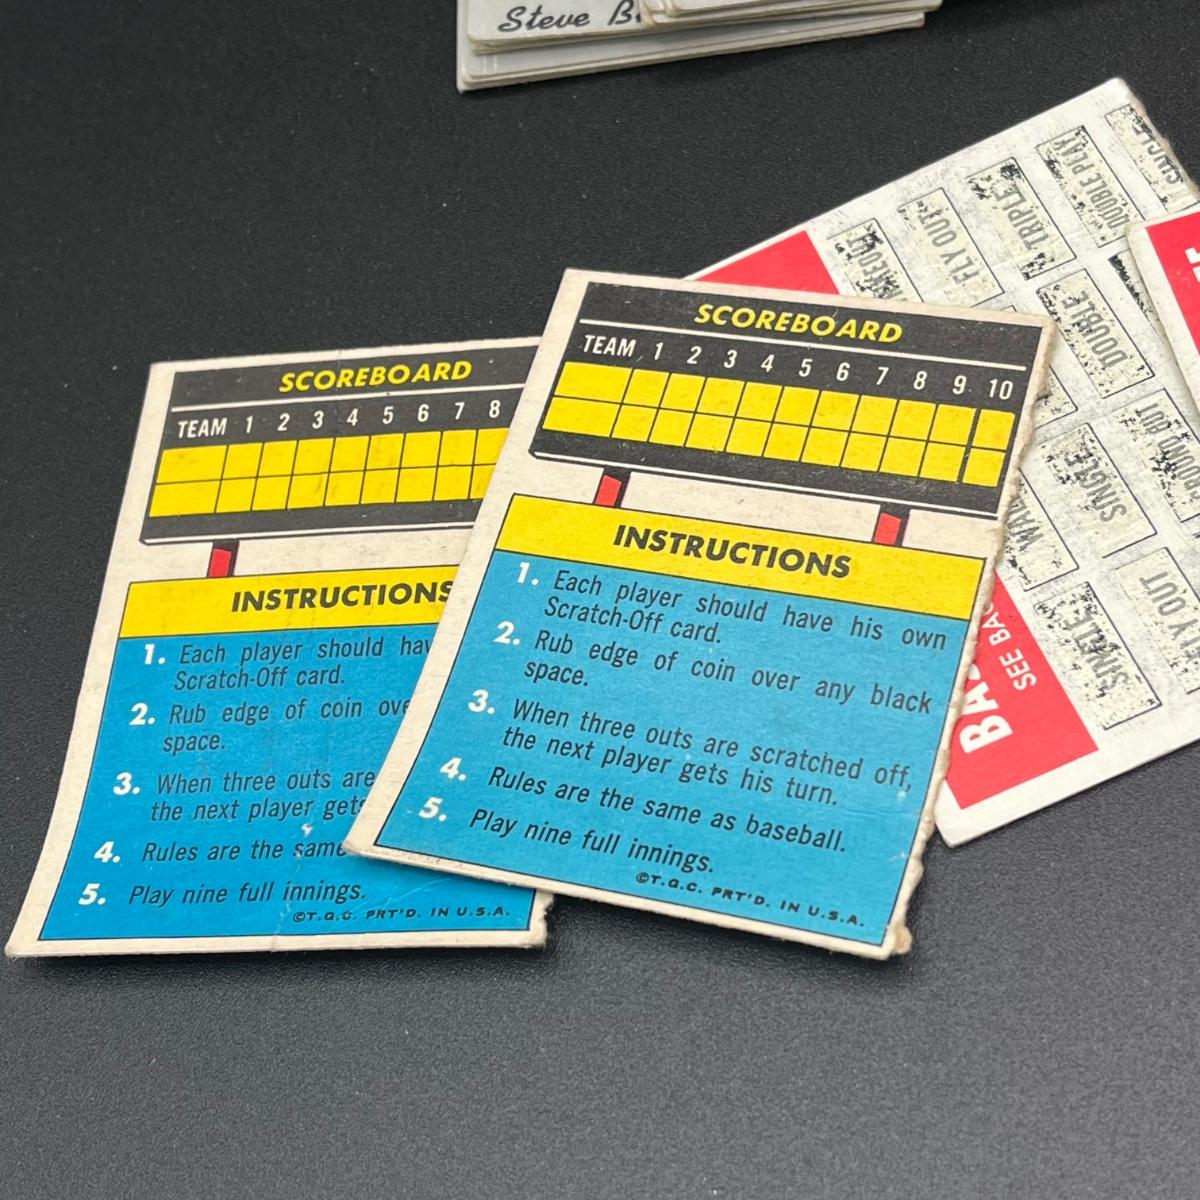 Steve
SCOREBOARD
TEAM 1 2 3 4 5 6 7 8
INSTRUCTIONS
1. Each player should
Scratch-Off card.
2. Rub edge of coin
space.
3. When three outs are
the next player gets
4. Rules are the same
5. Play nine full innings.
©T.G.C. PRT'D. IN U.S.A.
SCOREBOARD
TEAM 1 2 3 4 5 6 7 8 9 10
INSTRUCTIONS
1. Each player should have his own
Scratch-Off card.
2. Rub edge of coin over any black
space.
3. When three outs are scratched off,
the next player gets his turn.
4. Rules are the same as baseball.
5. Play nine full innings.
©T.G.C. PRT'D. IN U.S.A.
FLY OUT
TRIPLE
DOUBLE PLAY
SINGLE
DOUBLE
SINGLE
GROUND OUT
SINGLE
FLY OUT
SEE